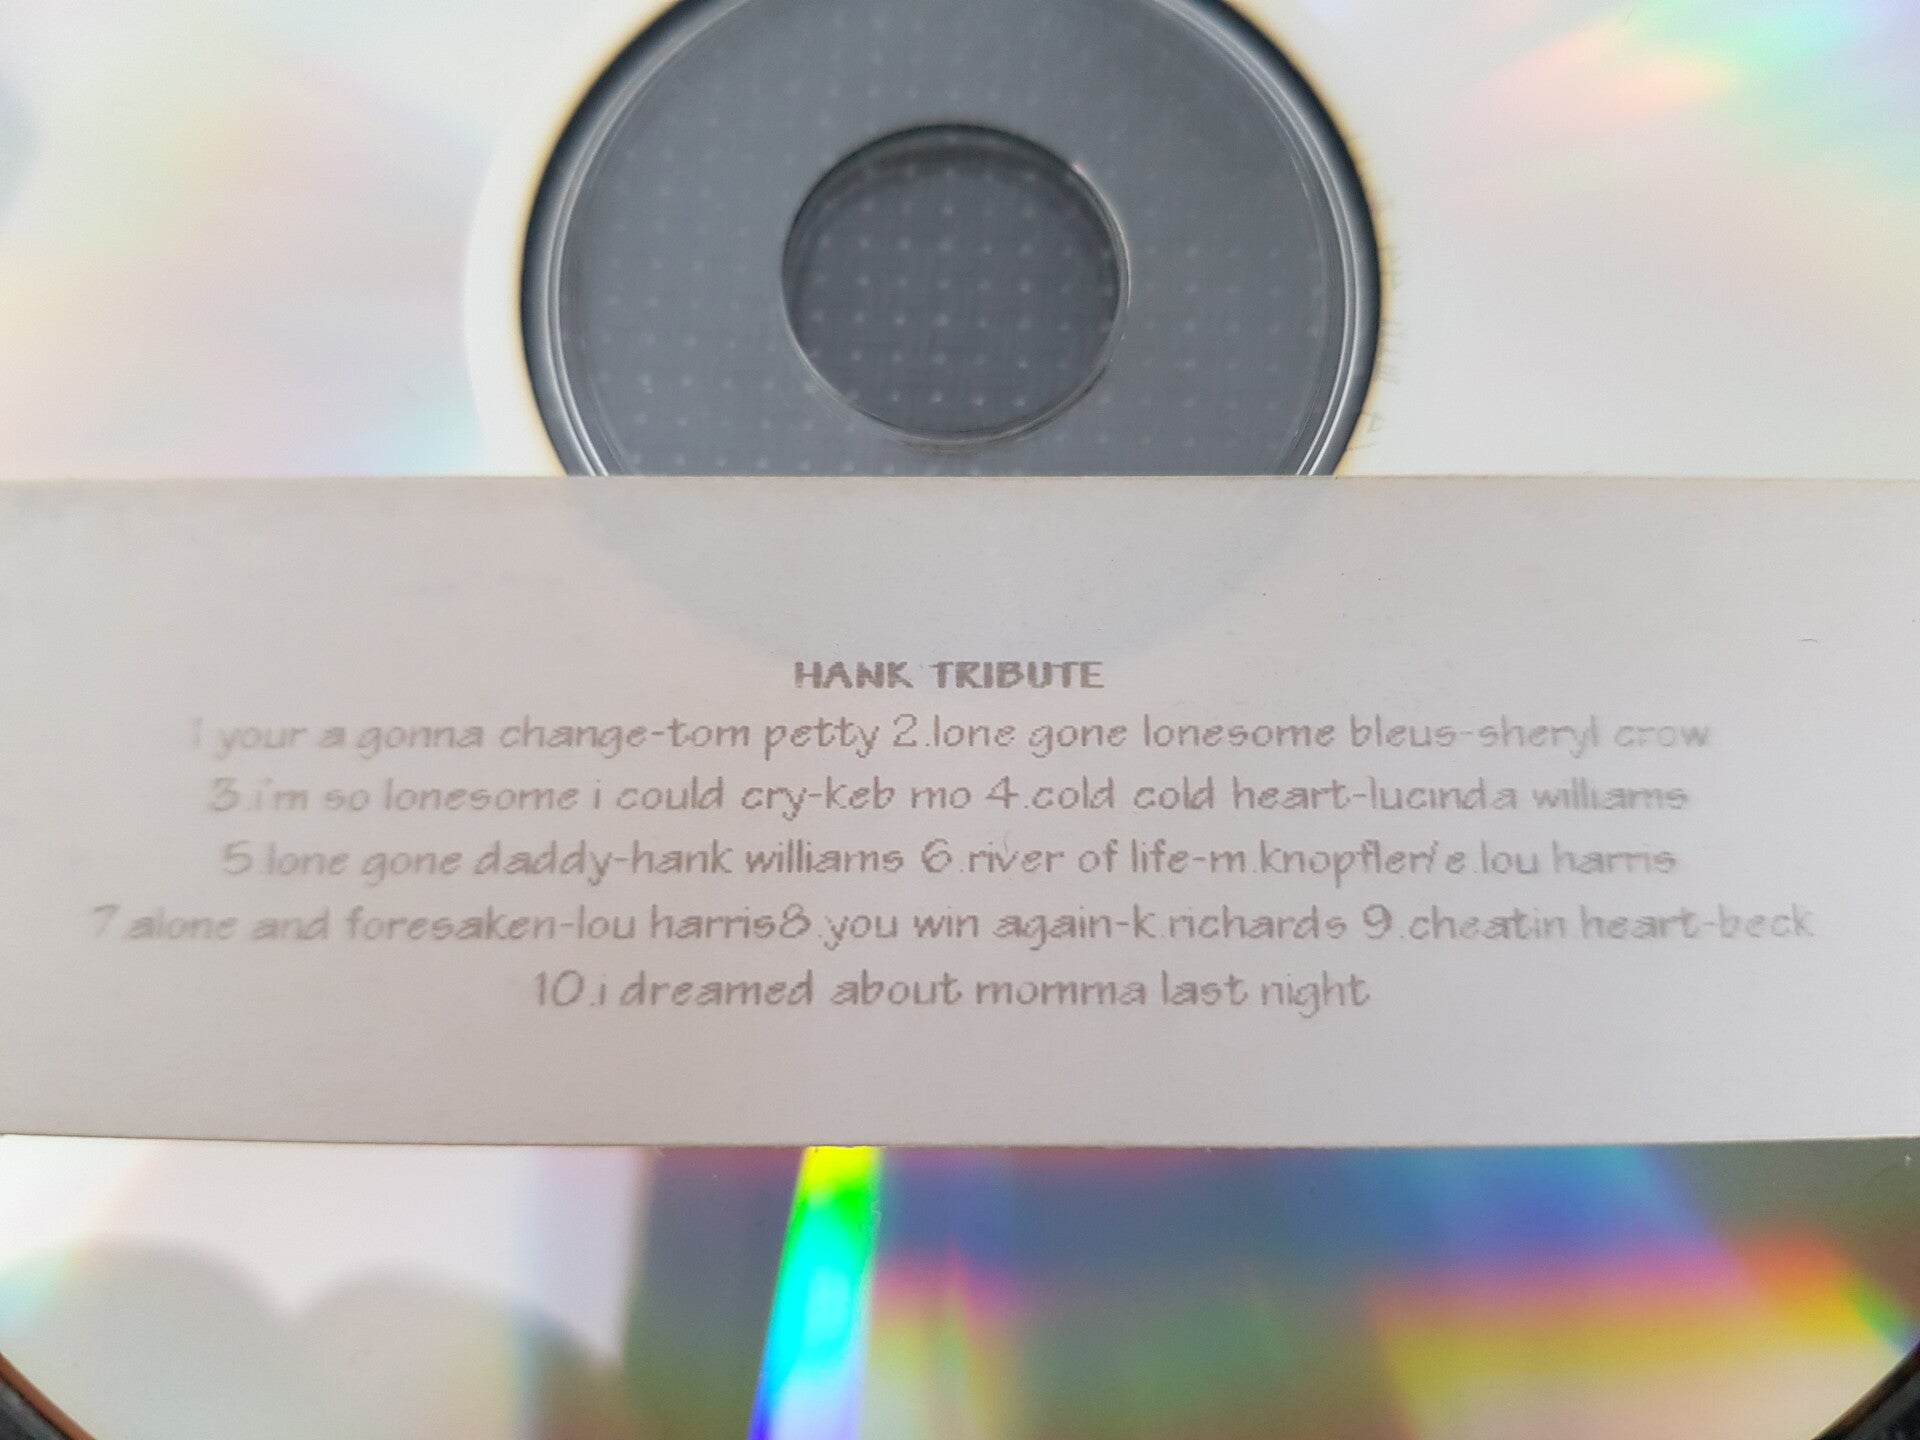 HANK TRIBUTE
1 your a gonna change-tom petty 2.lone gone lonesome bleus-sheryl crow
3.i'm so lonesome i could cry-keb mo 4.cold cold heart-lucinda williams
5.lone gone daddy-hank williams 6.river of life-m.knopfler/e.lou harris
7.alone and foresaken-lou harris8.you win again-k.richards 9.cheatin heart-beck
10.i dreamed about momma last night